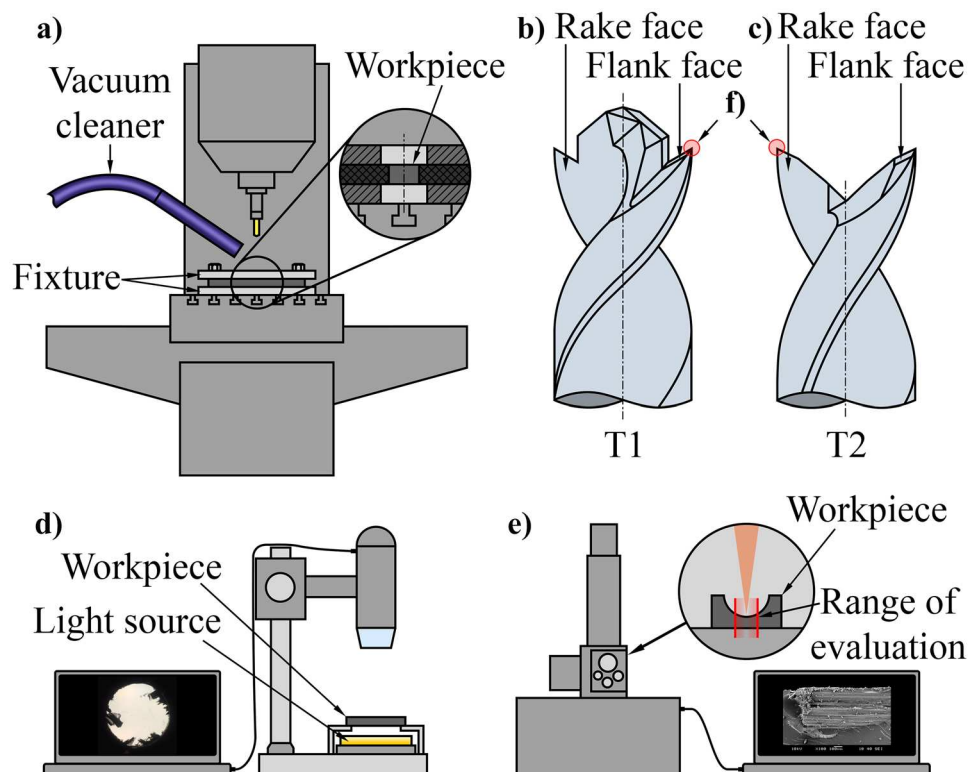 a)
Vacuum
cleaner
Workpiece
Fixture
b) Rake face
Flank face
c) Rake face
Flank face
f)
T1
T2
d)
Workpiece
Light source
e)
Workpiece
Range of
evaluation